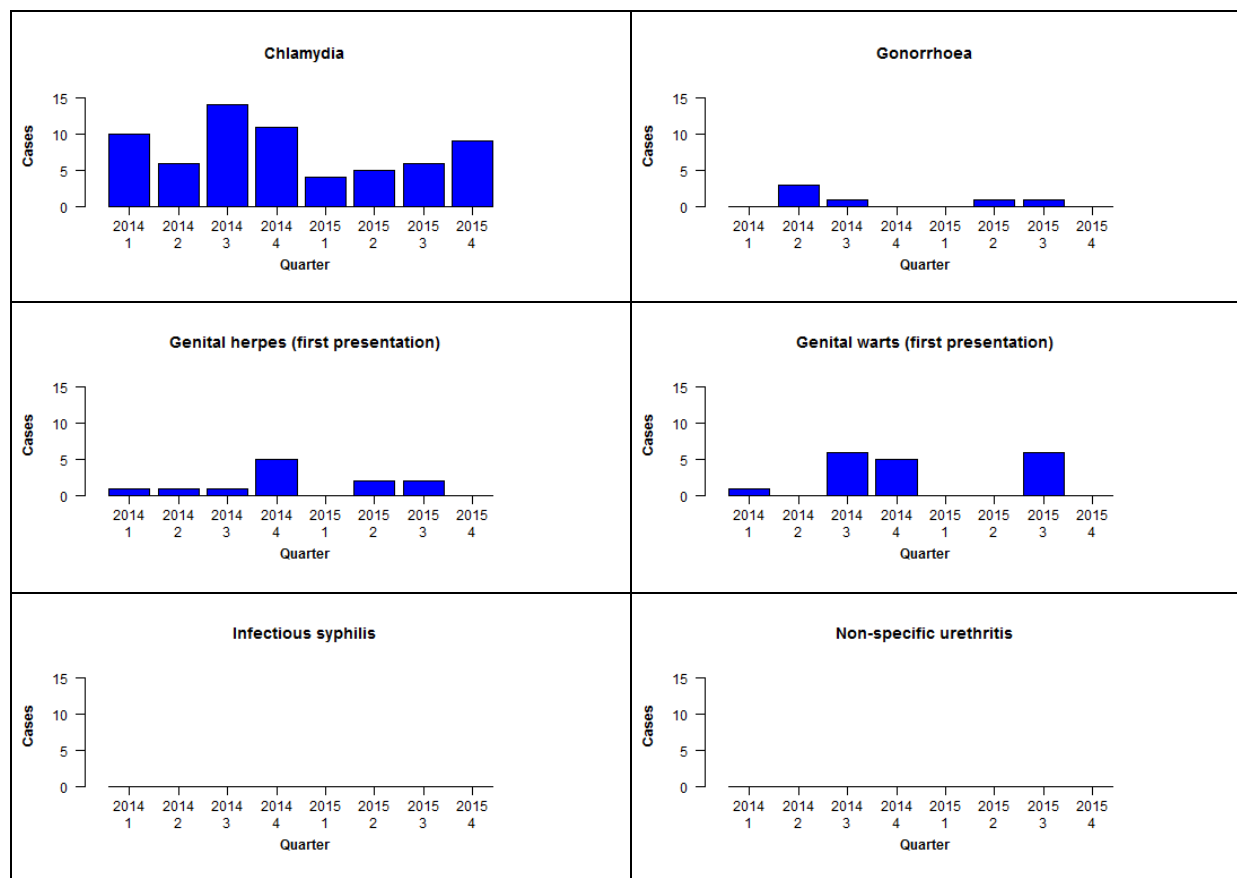 Chlamydia
Cases
15
10
5
0
2014 2014 2014 2014 2015 2015 2015 2015
1 2 3 4 1 2 3 4
Quarter
Gonorrhoea
Cases
15
10
5
0
2014 2014 2014 2014 2015 2015 2015 2015
1 2 3 4 1 2 3 4
Quarter
Genital herpes (first presentation)
Cases
15
10
5
0
2014 2014 2014 2014 2015 2015 2015 2015
1 2 3 4 1 2 3 4
Quarter
Genital warts (first presentation)
Cases
15
10
5
0
2014 2014 2014 2014 2015 2015 2015 2015
1 2 3 4 1 2 3 4
Quarter
Infectious syphilis
Cases
15
10
5
0
2014 2014 2014 2014 2015 2015 2015 2015
1 2 3 4 1 2 3 4
Quarter
Non-specific urethritis
Cases
15
10
5
0
2014 2014 2014 2014 2015 2015 2015 2015
1 2 3 4 1 2 3 4
Quarter